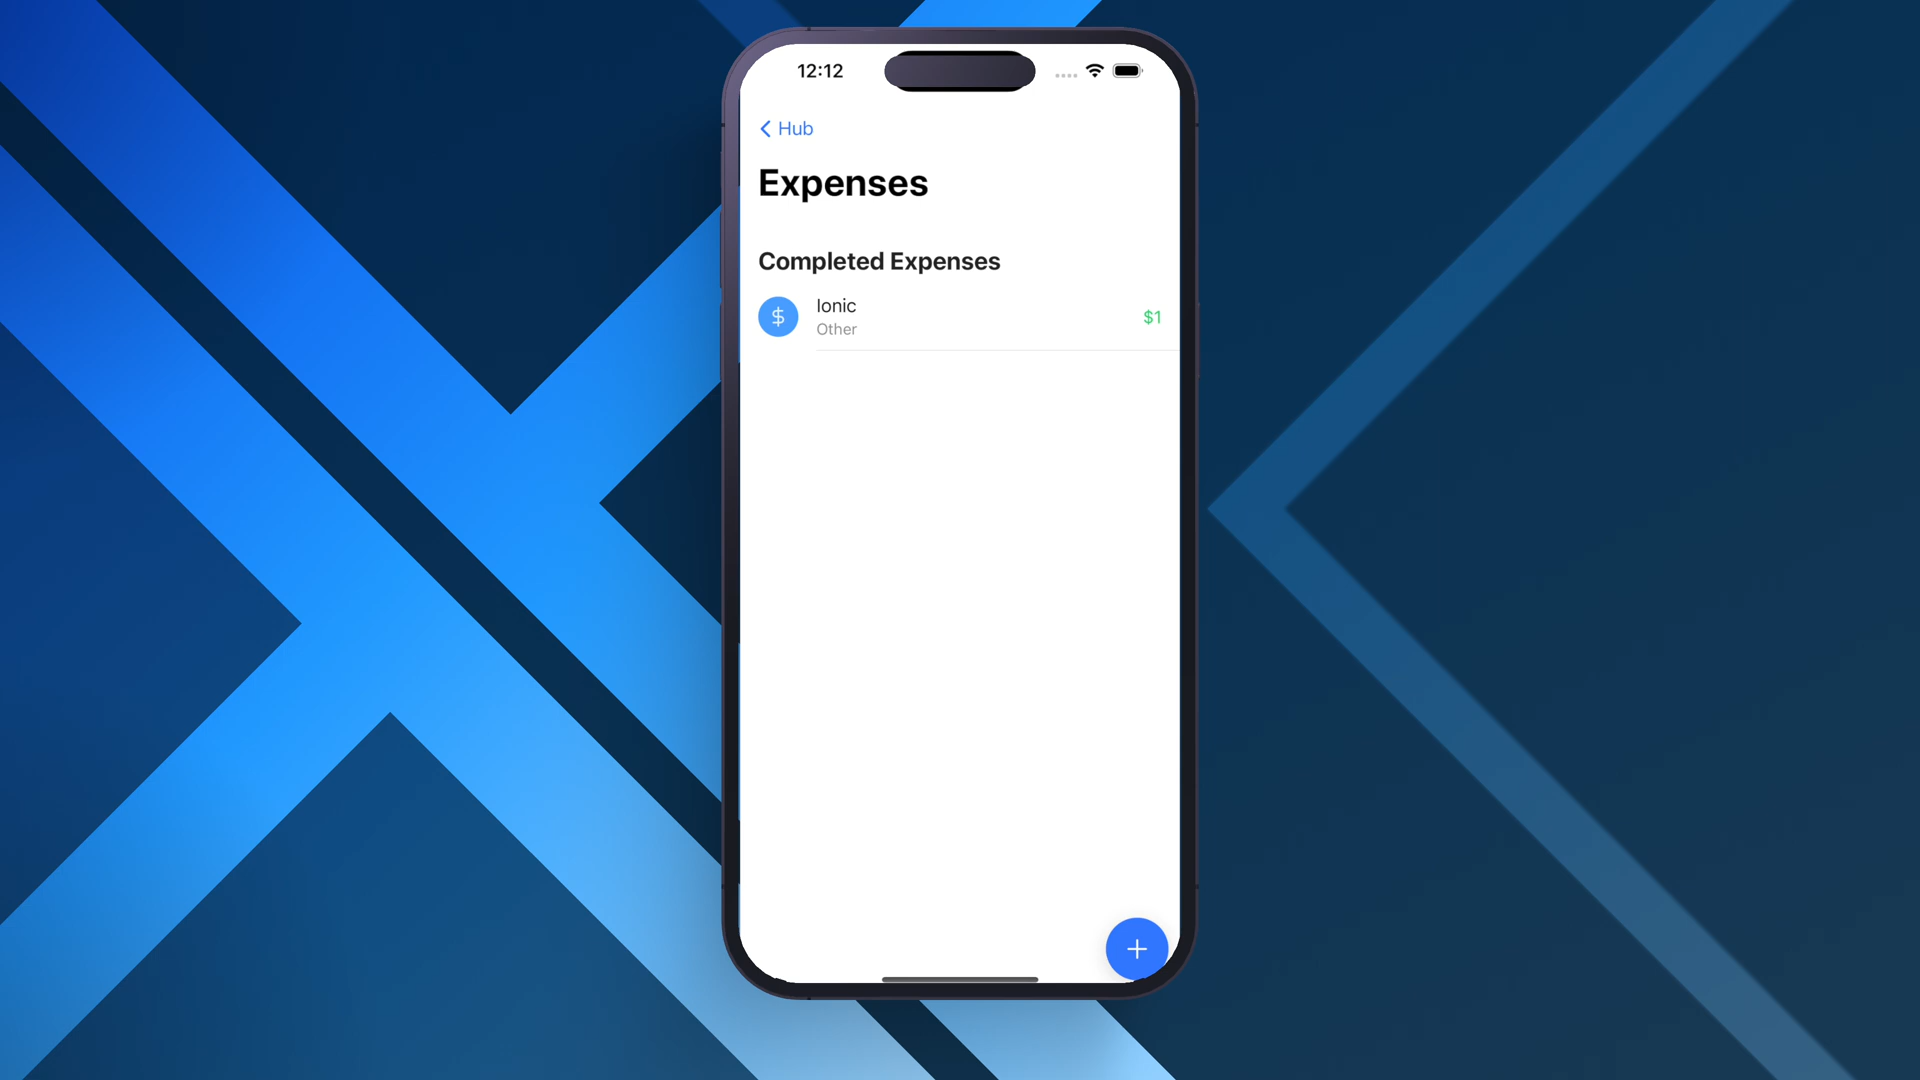 12:12
Hub
Expenses
Completed Expenses
$
Ionic
$1
Other